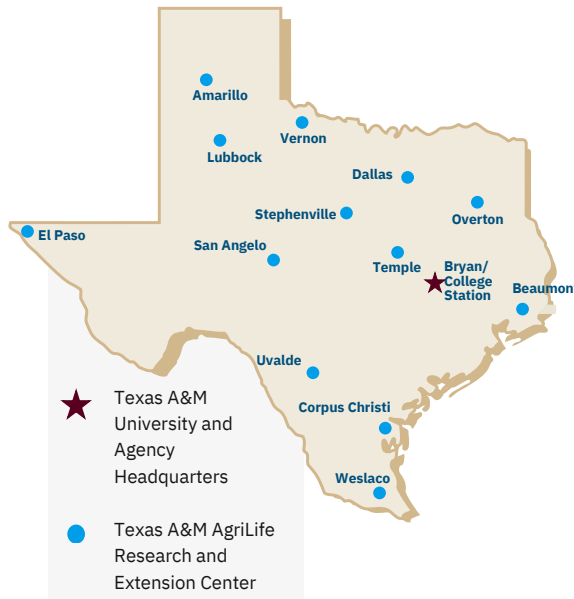 Amarillo
Vernon
Lubbock
Dallas
Stephenville
Overton
El Paso
San Angelo
Temple
Bryan/
College
Station
Beaumon
Uvalde
Corpus Christi
Weslaco
Texas A&M
University and
Agency
Headquarters
Texas A&M AgriLife
Research and
Extension Center